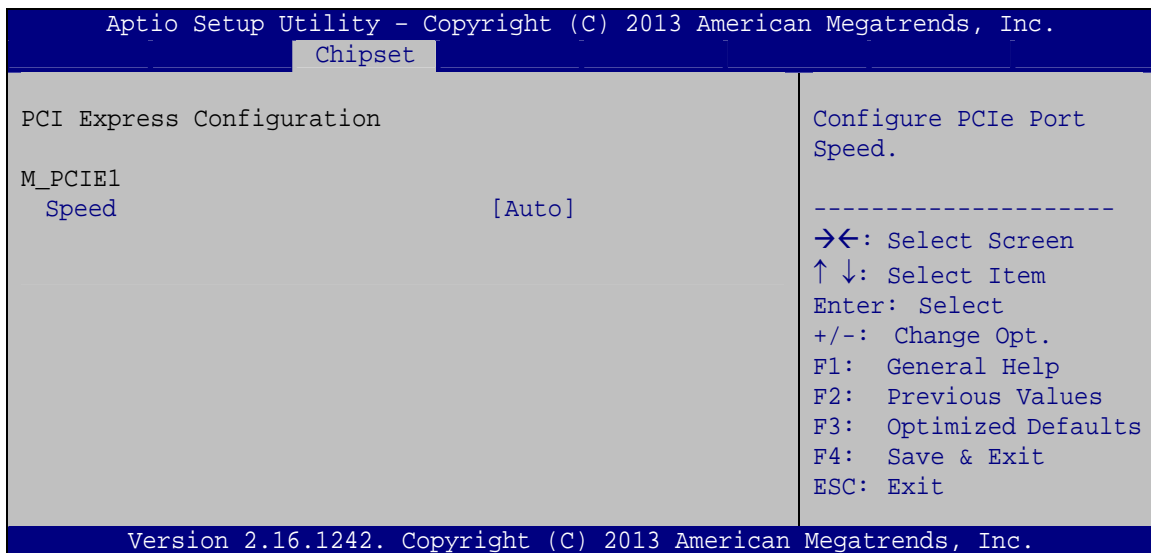 Aptio Setup Utility – Copyright (C) 2013 American Megatrends, Inc.
Chipset
PCI Express Configuration
M_PCIE1
Speed [Auto]
Configure PCIe Port
Speed.
---------------------
→←: Select Screen
↑ ↓: Select Item
Enter: Select
+/-: Change Opt.
F1: General Help
F2: Previous Values
F3: Optimized Defaults
F4: Save & Exit
ESC: Exit
Version 2.16.1242. Copyright (C) 2013 American Megatrends, Inc.